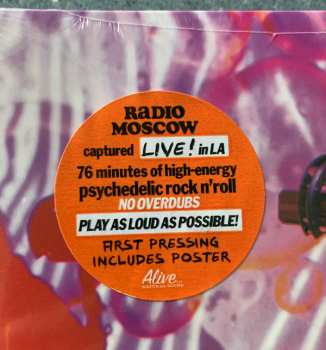 RADIO
MOSCOW
captured LIVE! in LA
76 minutes of high-energy
psychedelic rock n'roll
NO OVERDUBS
PLAY AS LOUD AS POSSIBLE!
FIRST PRESSING
INCLUDES POSTER
Alive
NATURALSOUND